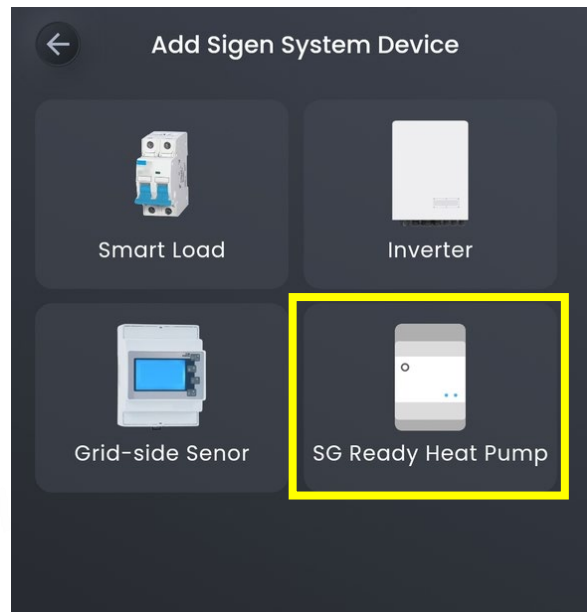 Add Sigen System Device
Smart Load
Inverter
Grid-side Senor
SG Ready Heat Pump